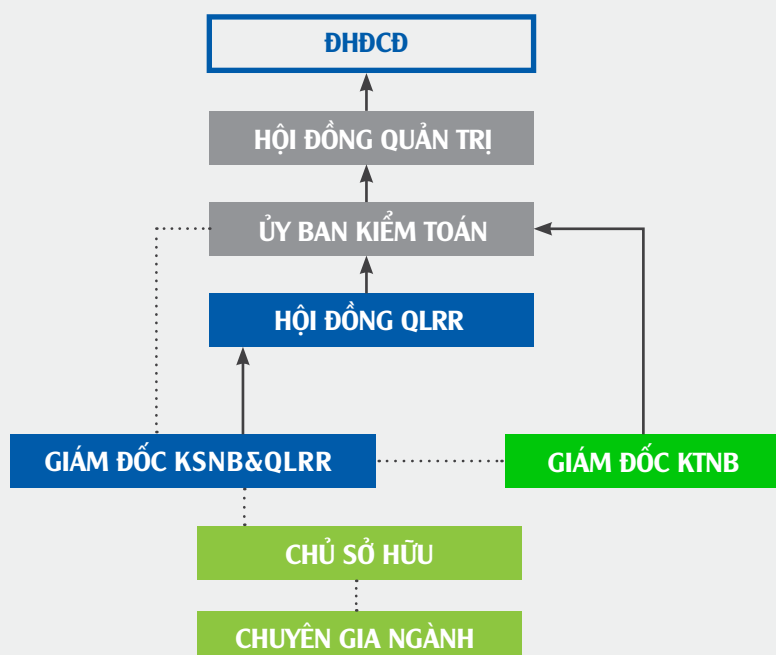 ĐHĐCĐ
HỘI ĐỒNG QUẢN TRỊ
ỦY BAN KIỂM TOÁN
HỘI ĐỒNG QLRR
GIÁM ĐỐC KSNB&QLRR
GIÁM ĐỐC KTNB
CHỦ SỞ HỮU
CHUYÊN GIA NGÀNH